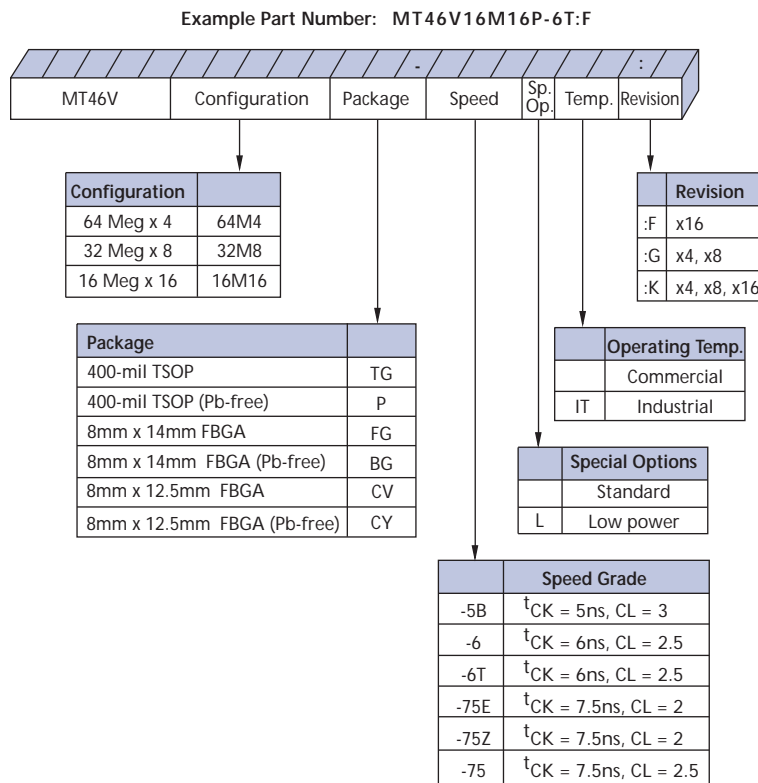 Example Part Number: MT46V16M16P-6T:F
- :
MT46V Configuration Package Speed Sp. Op. Temp. Revision
Configuration
64 Meg x 4 64M4
32 Meg x 8 32M8
16 Meg x 16 16M16
Revision
:F x16
:G x4, x8
:K x4, x8, x16
Package
400-mil TSOP TG
400-mil TSOP (Pb-free) P
8mm x 14mm FBGA FG
8mm x 14mm FBGA (Pb-free) BG
8mm x 12.5mm FBGA CV
8mm x 12.5mm FBGA (Pb-free) CY
Operating Temp.
Commercial
IT Industrial
Special Options
Standard
L Low power
Speed Grade
-5B tCK = 5ns, CL = 3
-6 tCK = 6ns, CL = 2.5
-6T tCK = 6ns, CL = 2.5
-75E tCK = 7.5ns, CL = 2
-75Z tCK = 7.5ns, CL = 2
-75 tCK = 7.5ns, CL = 2.5